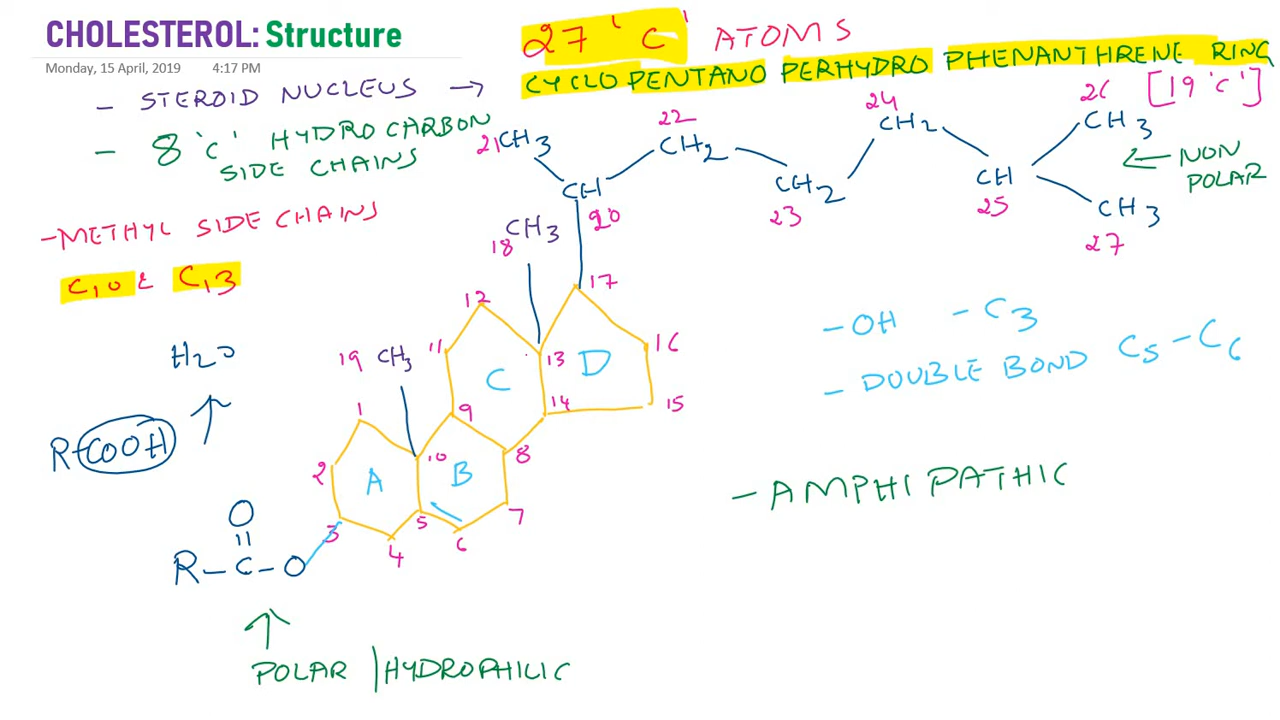 CHOLESTEROL: Structure
Monday, 15 April, 2019 4:17 PM
27 'C' ATOMS
- STEROID NUCLEUS → CYCLO PENTANO PERHYDRO PHENANTHRENE RING
[19 'C']
- 8 'C' HYDROCARBON
SIDE CHAINS
- METHYL SIDE CHAINS
C10 & C13
21 CH3
22
CH2
24
CH2
26
CH3
← NON
POLAR
CH
20
CH2
23
CH
25
CH3
27
18 CH3
17
12
19 CH3
11
13
D
16
C
14
15
1
9
10
8
2
A
B
3
4
5
6
7
- OH - C3
- DOUBLE BOND C5 - C6
- AMPHIPATHIC
H2O
↑
R-COOH
O
R - C - O
↑
POLAR | HYDROPHILIC